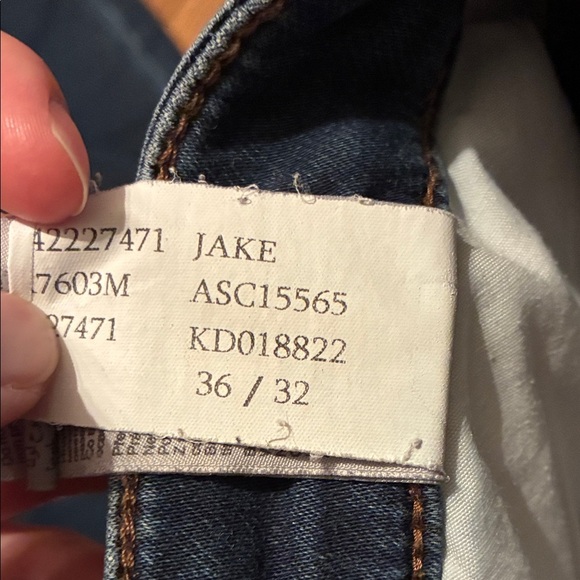 42227471 JAKE
7603M ASC15565
27471 KD018822
36 / 32